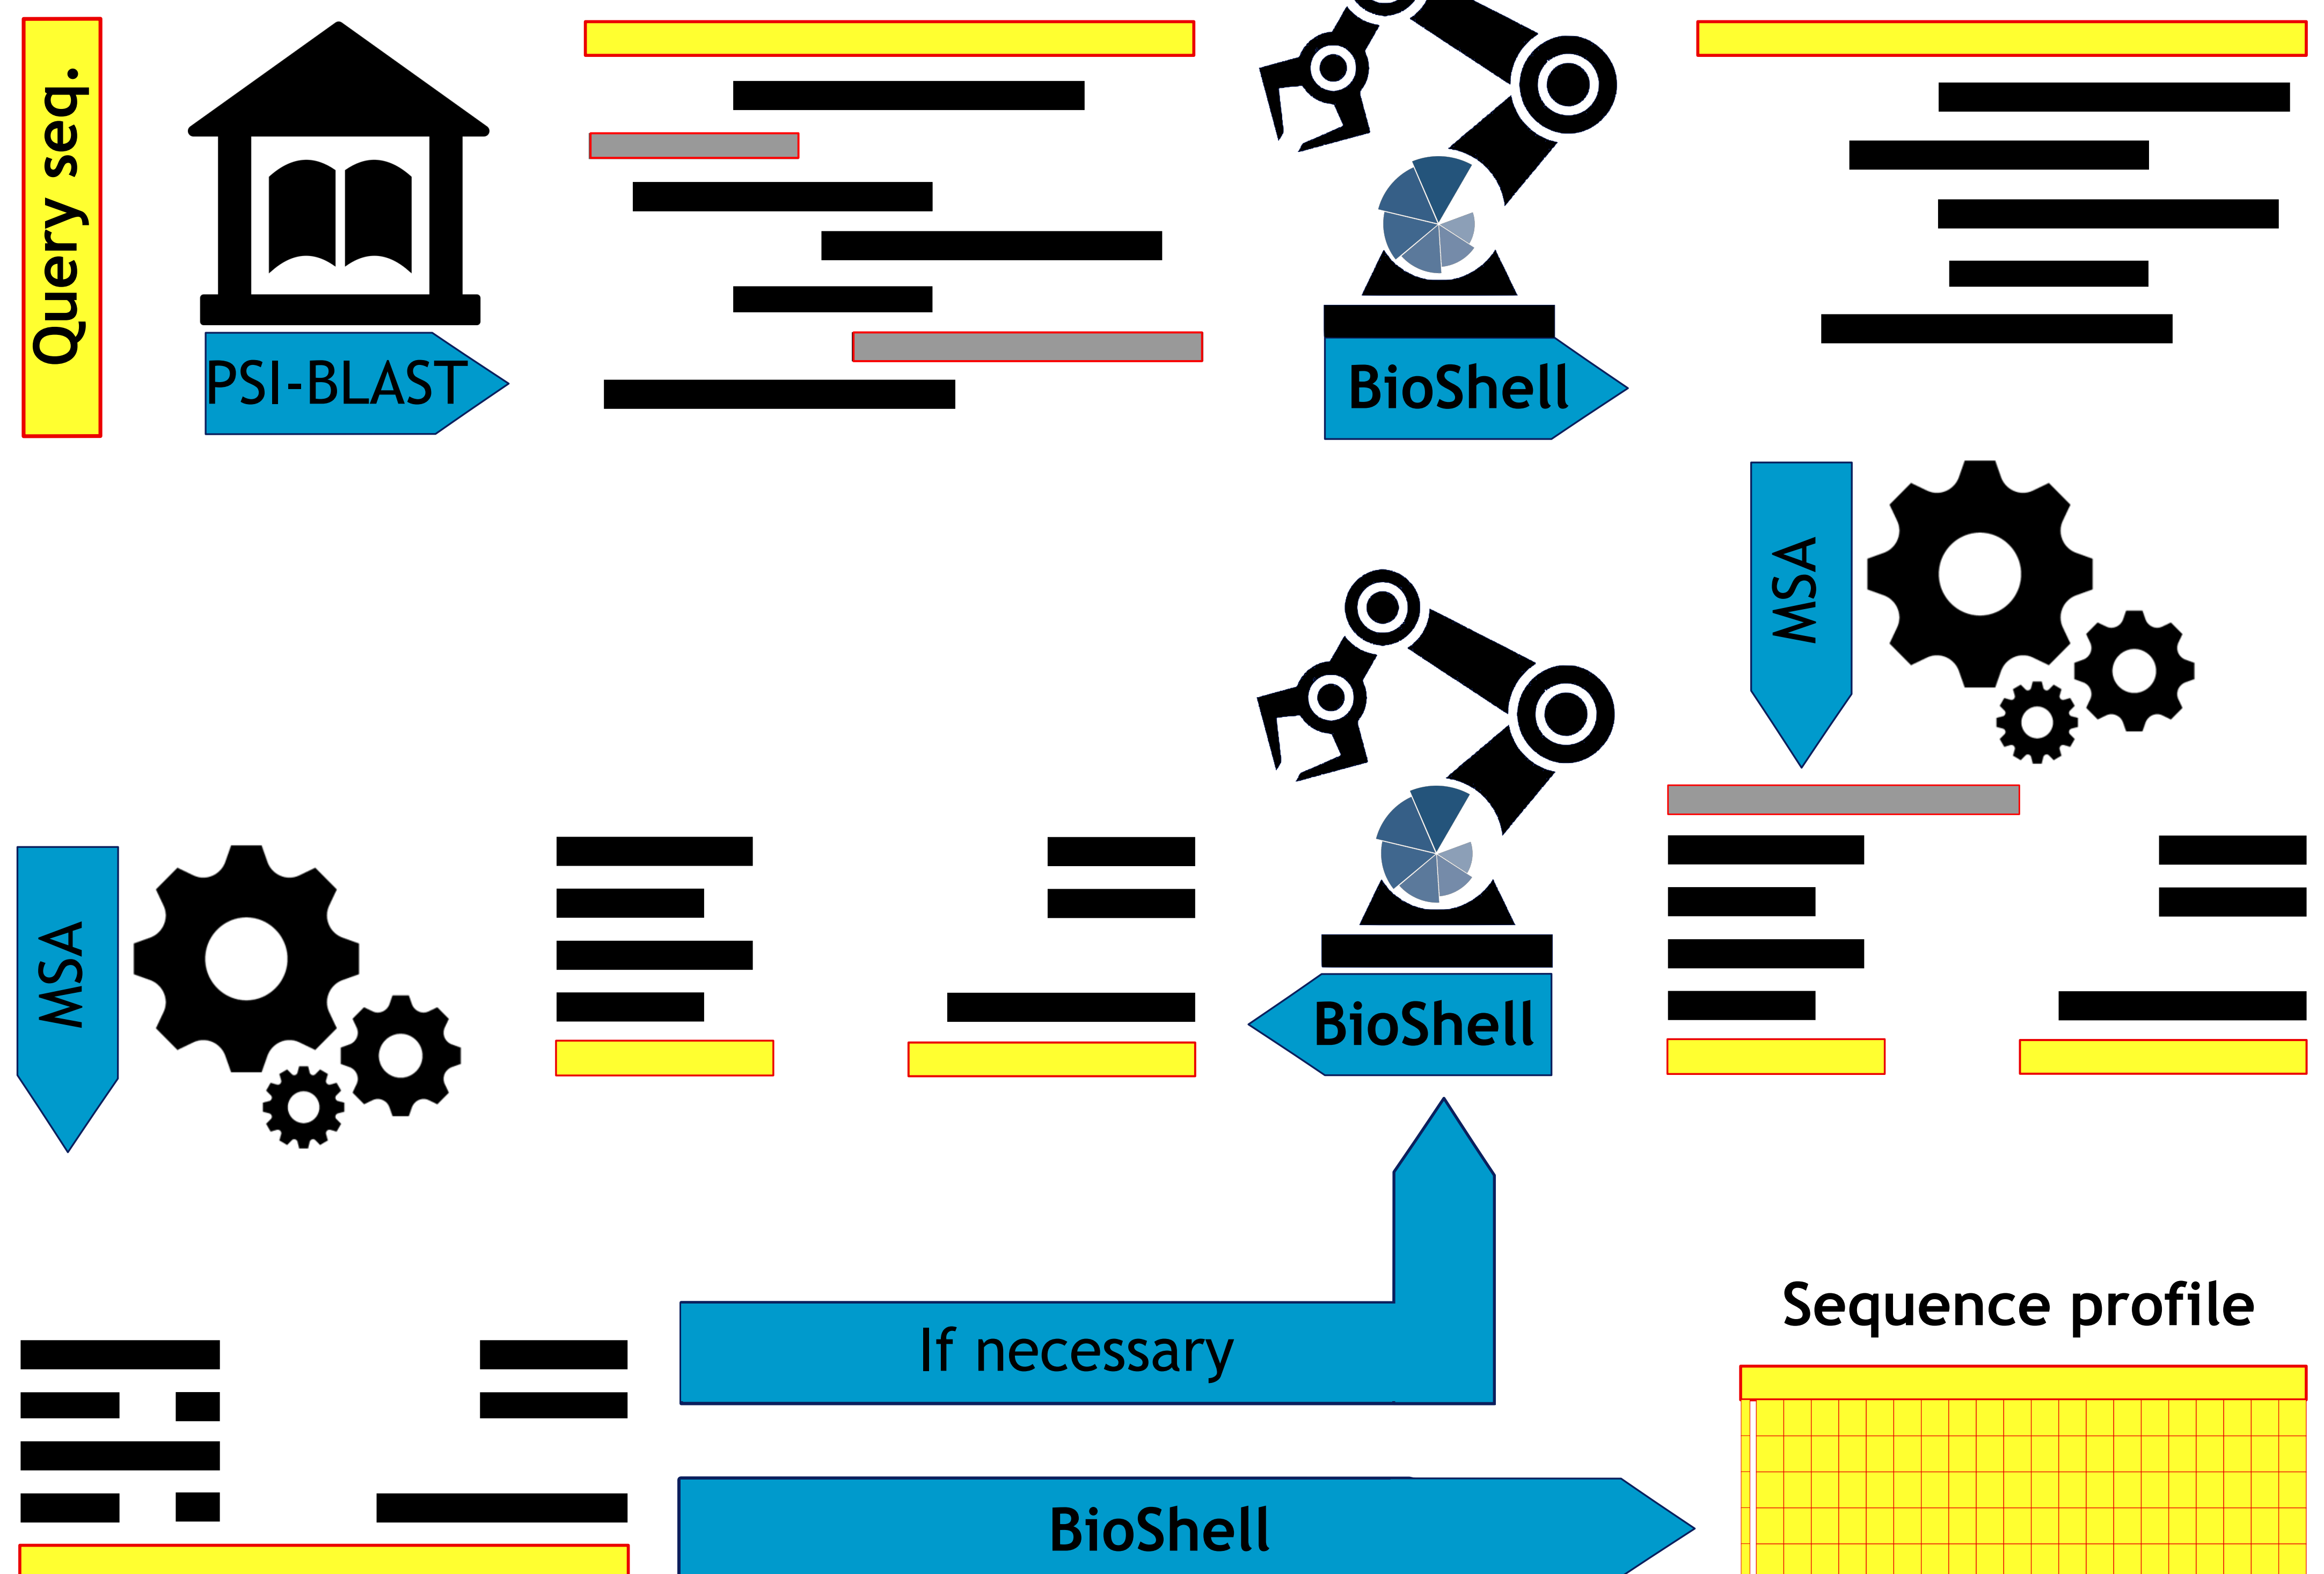 Query seq.
PSI-BLAST
BioShell
MSA
BioShell
MSA
If necessary
Sequence profile
BioShell